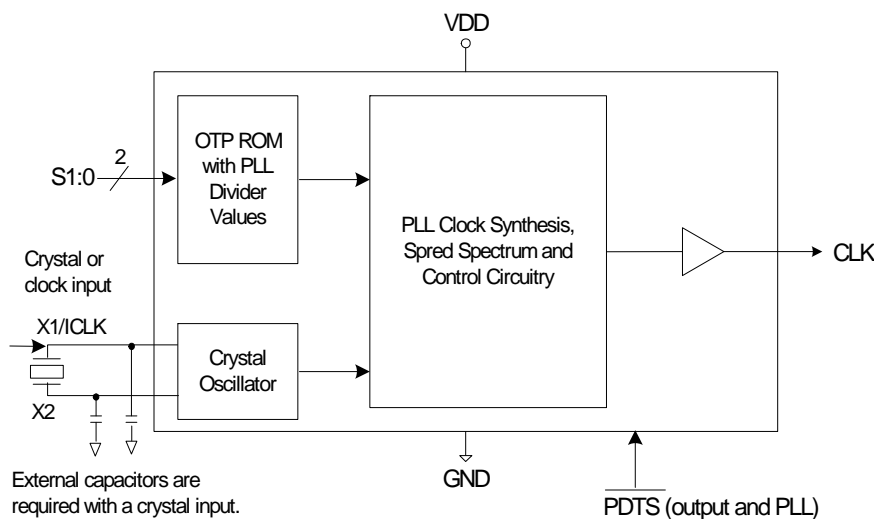 VDD
OTP ROM
with PLL
Divider
Values
2
S1:0
PLL Clock Synthesis,
Spred Spectrum and
Control Circuitry
CLK
Crystal or
clock input
X1/ICLK
Crystal
Oscillator
X2
External capacitors are
required with a crystal input.
GND
PDTS (output and PLL)